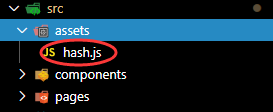 src
assets
JS hash.js
components
pages